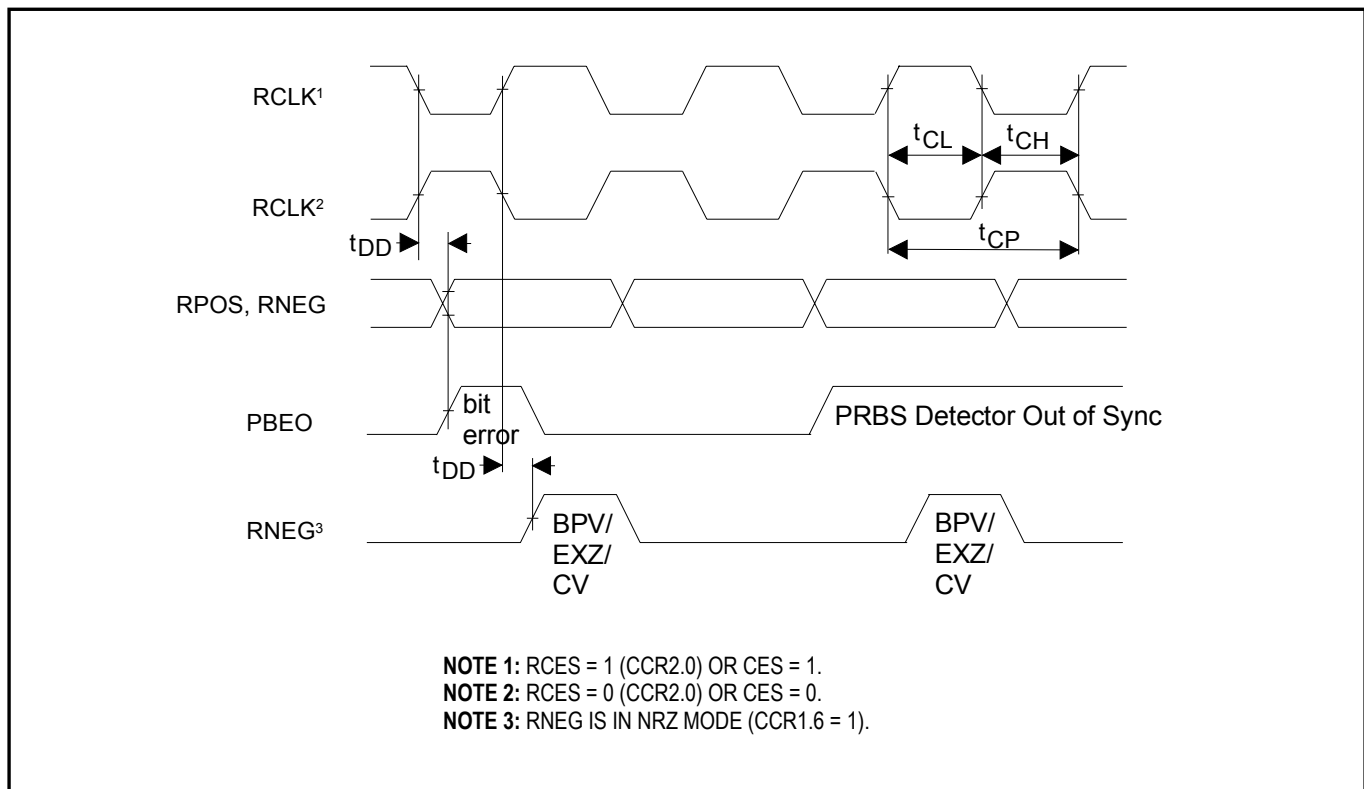 RCLK¹
tCL
tCH
RCLK²
tDD
tCP
RPOS, RNEG
PBEO
bit
error
PRBS Detector Out of Sync
tDD
RNEG³
BPV/
EXZ/
CV
BPV/
EXZ/
CV
NOTE 1: RCES = 1 (CCR2.0) OR CES = 1.
NOTE 2: RCES = 0 (CCR2.0) OR CES = 0.
NOTE 3: RNEG IS IN NRZ MODE (CCR1.6 = 1).